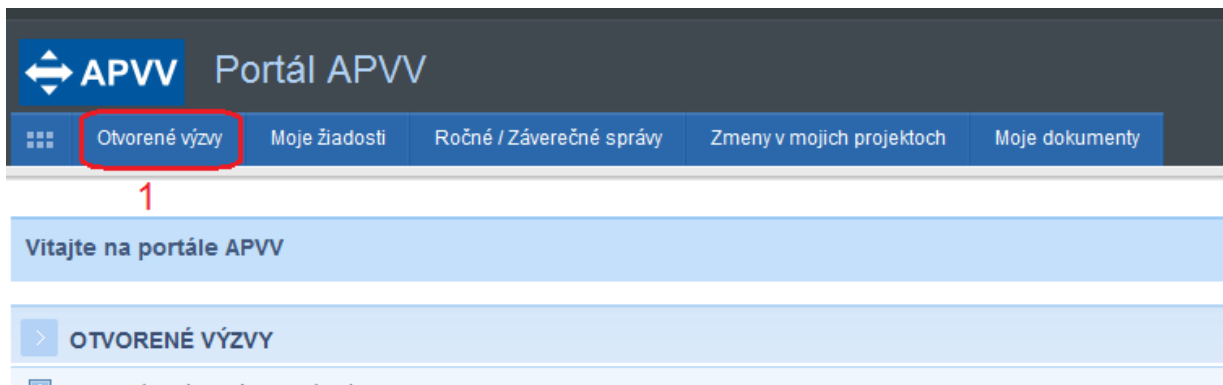 APVV Portál APVV
Otvorené výzvy Moje žiadosti Ročné / Záverečné správy Zmeny v mojich projektoch Moje dokumenty
1
Vitajte na portále APVV
OTVORENÉ VÝZVY